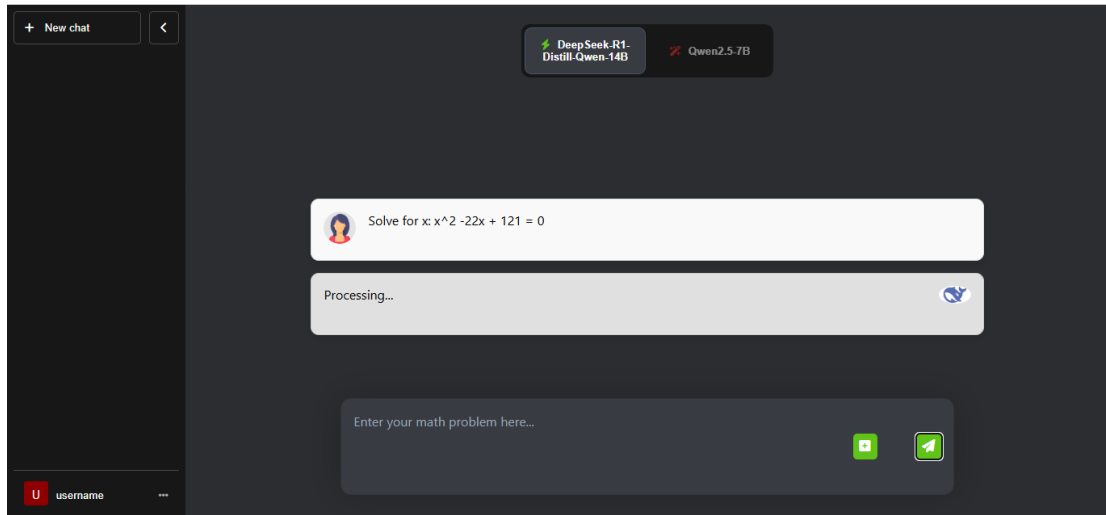 + New chat
DeepSeek-R1-
Distill-Qwen-14B
Qwen2.5-7B
Solve for x: x^2 -22x + 121 = 0
Processing...
Enter your math problem here...
U username